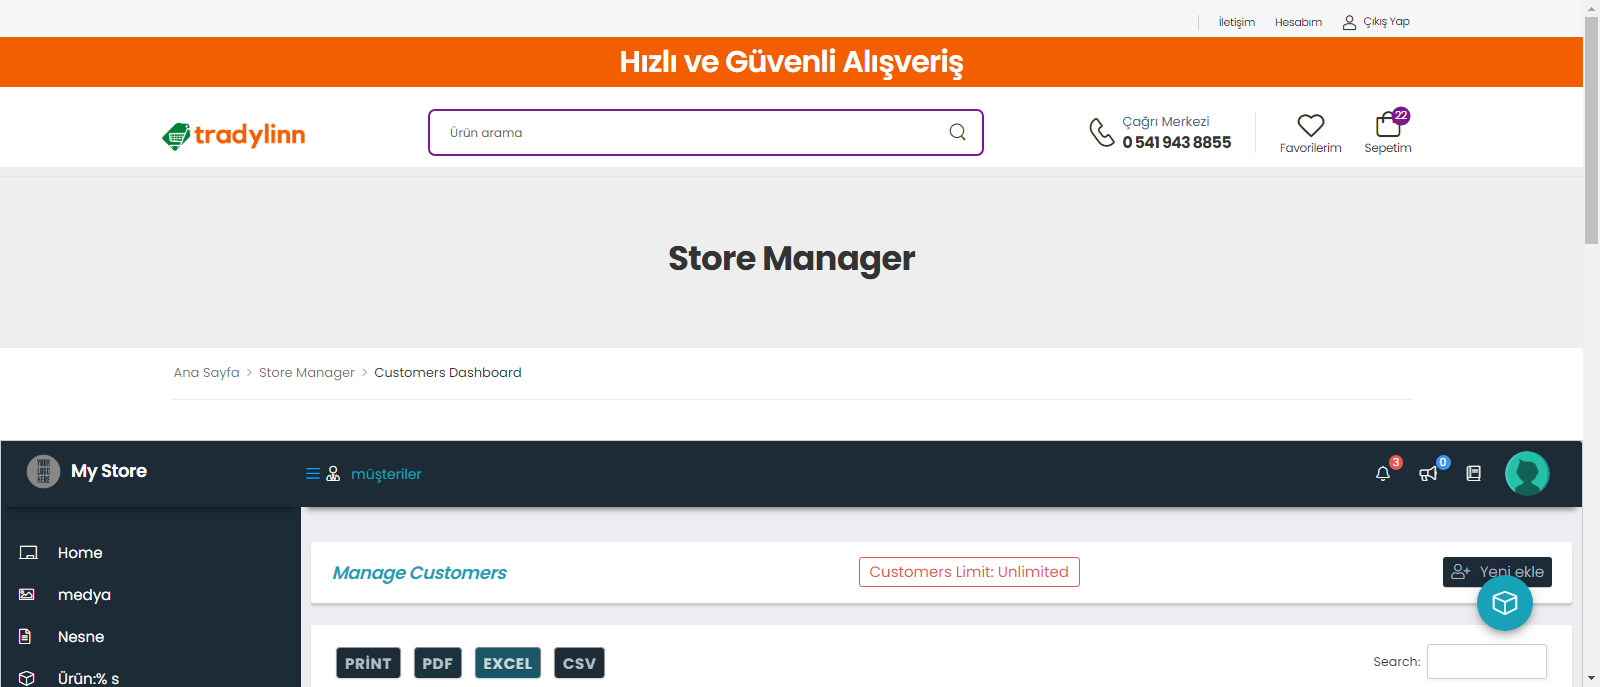 İletişim Hesabım Çıkış Yap
Hızlı ve Güvenli Alışveriş
tradylinn
Ürün arama
Çağrı Merkezi
0 541 943 8855
Favorilerim
22
Sepetim
Store Manager
Ana Sayfa > Store Manager > Customers Dashboard
YOUR LOGO HERE
My Store
müşteriler
3
0
Home
medya
Nesne
Ürün:% s
Manage Customers
Customers Limit: Unlimited
Yeni ekle
PRİNT PDF EXCEL CSV
Search: